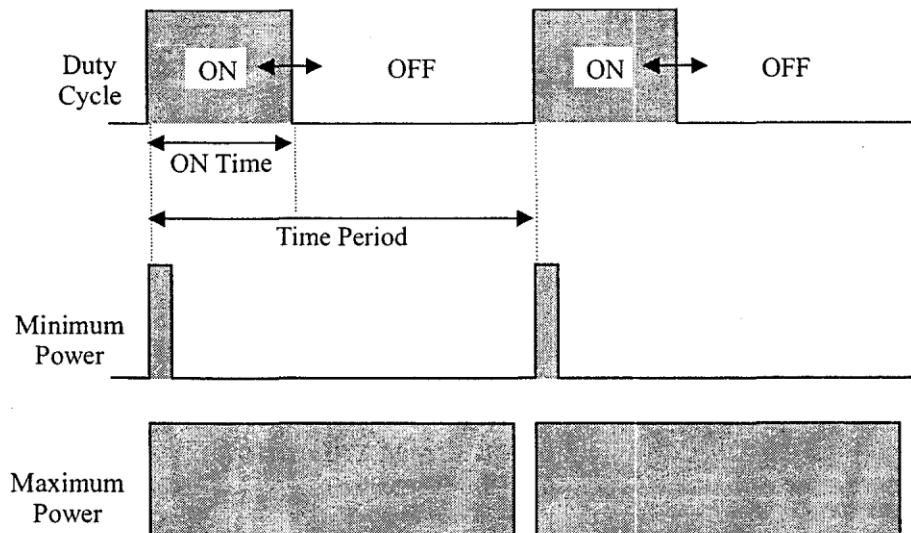 Duty
Cycle
ON
OFF
ON
OFF
ON Time
Time Period
Minimum
Power
Maximum
Power